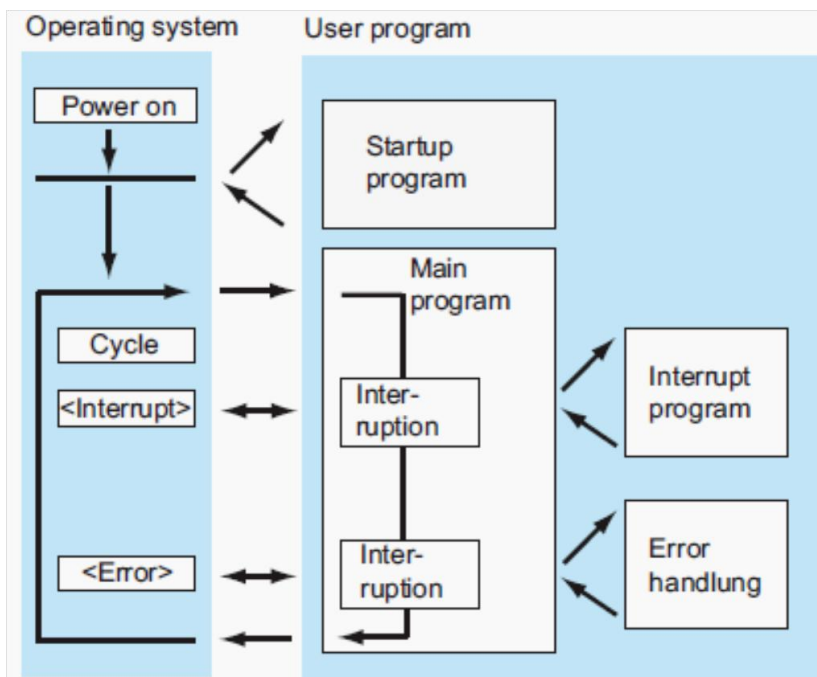 Operating system
User program
Power on
Startup
program
Main
program
Cycle
<Interrupt>
Inter-
ruption
Interrupt
program
<Error>
Inter-
ruption
Error
handlung